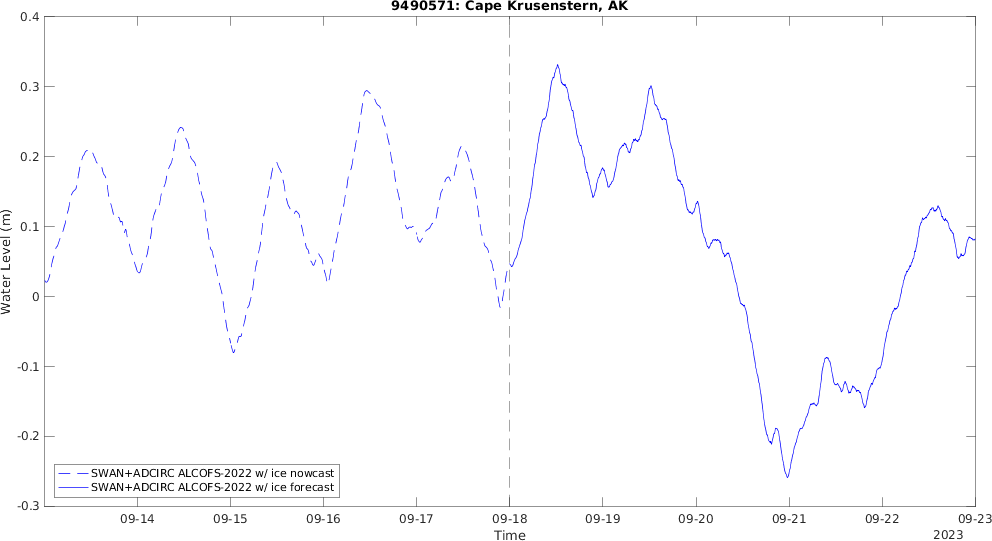 9490571: Cape Krusenstern, AK
0.4
0.3
0.2
0.1
0
-0.1
-0.2
-0.3
Water Level (m)
SWAN+ADCIRC ALCOFS-2022 w/ ice nowcast
SWAN+ADCIRC ALCOFS-2022 w/ ice forecast
09-14 09-15 09-16 09-17 09-18 09-19 09-20 09-21 09-22 09-23
Time
2023